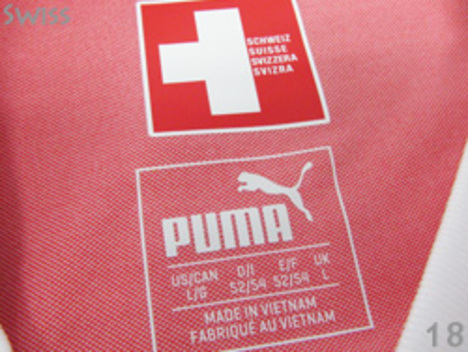 Swiss
SCHWEIZ
SUISSE
SVIZZERA
SVIZRA
PUMA
US/CAN D/I E/F UK
L/G 52/54 52/54 L
MADE IN VIETNAM
FABRIQUÉ AU VIETNAM
18